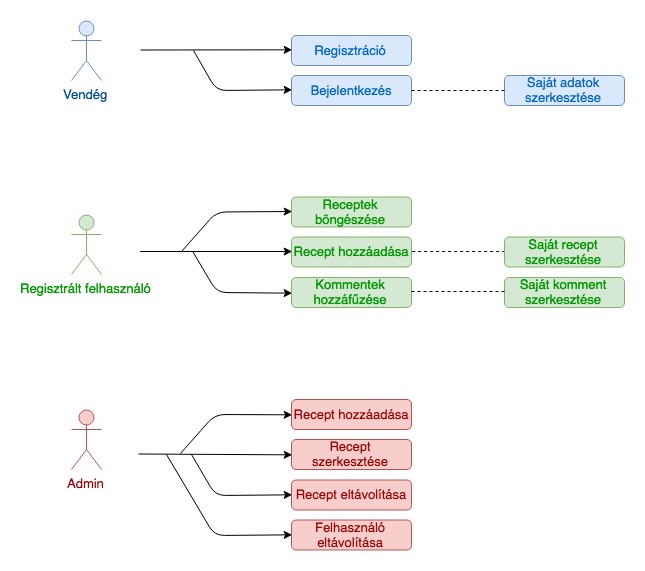 Regisztráció
Vendég
Bejelentkezés
Saját adatok
szerkesztése
Receptek
böngészése
Regisztrált felhasználó
Recept hozzáadása
Saját recept
szerkesztése
Kommentek
hozzáfűzése
Saját komment
szerkesztése
Recept hozzáadása
Admin
Recept
szerkesztése
Recept eltávolítása
Felhasználó
eltávolítása